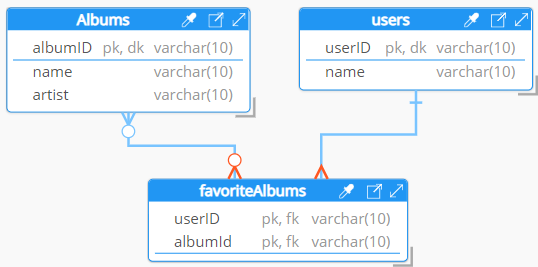 Albums
albumID pk, dk varchar(10)
name varchar(10)
artist varchar(10)
users
userID pk, dk varchar(10)
name varchar(10)
favoriteAlbums
userID pk, fk varchar(10)
albumId pk, fk varchar(10)